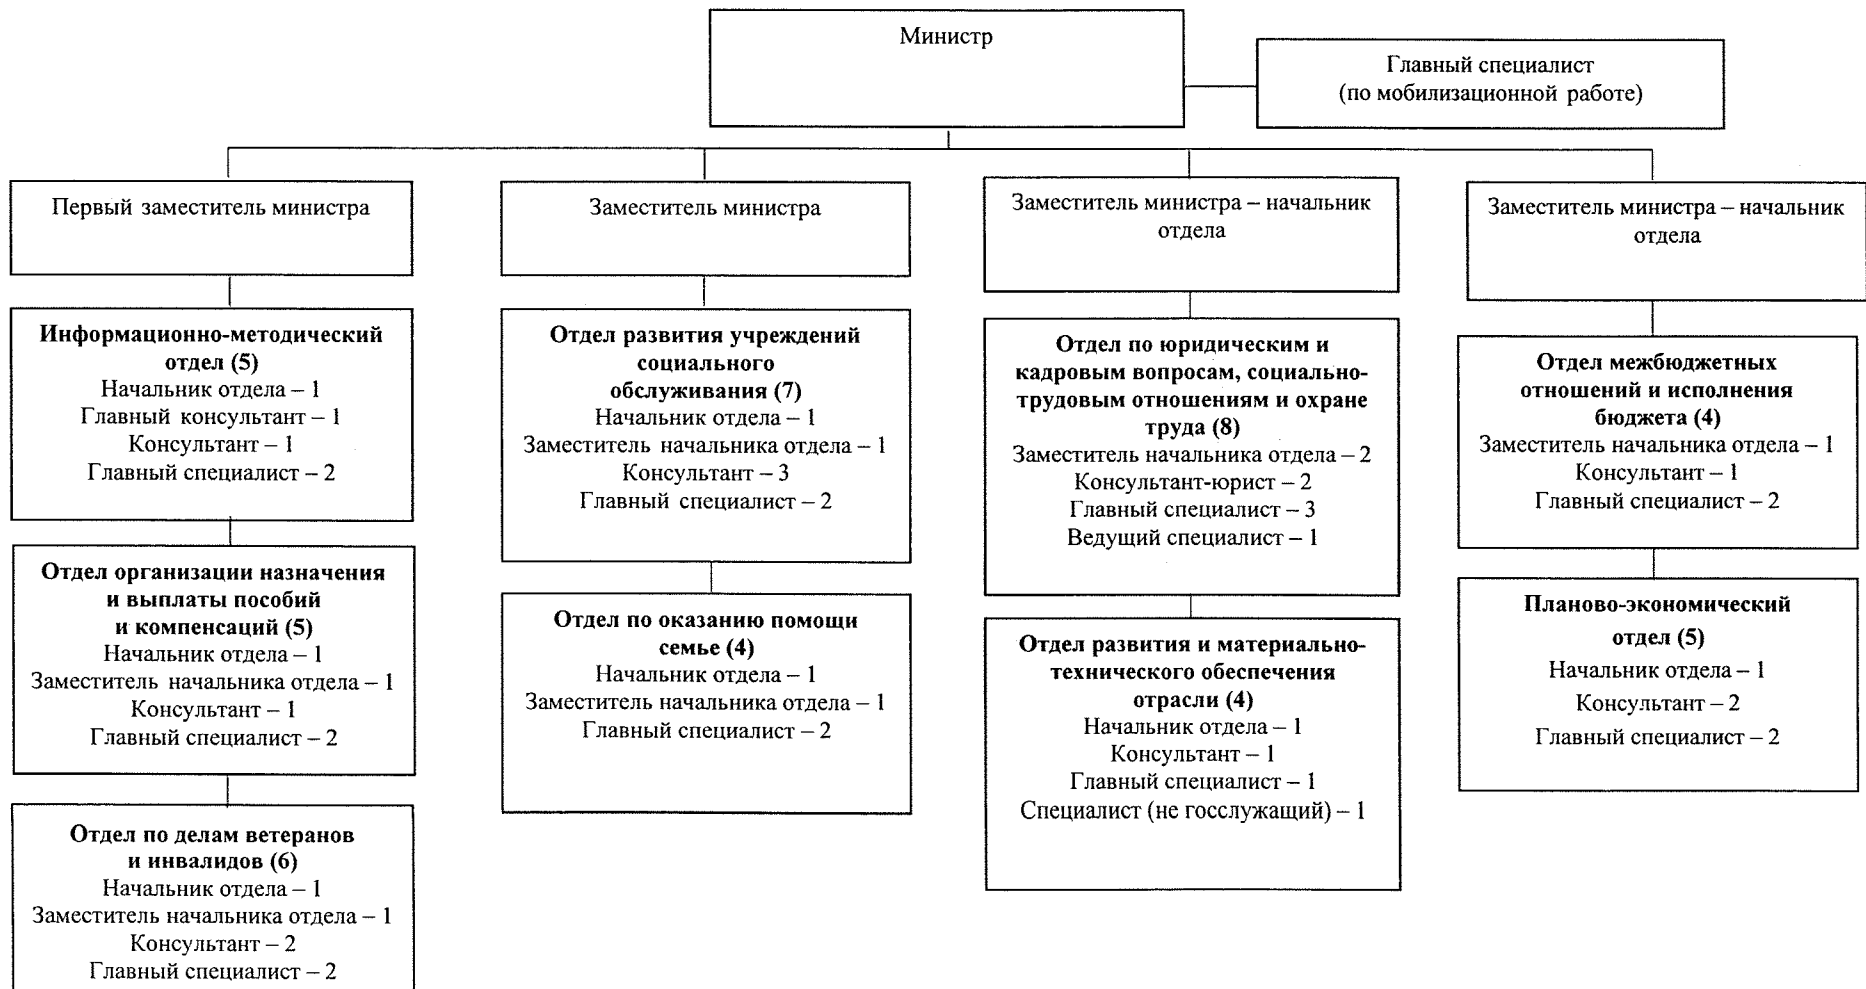 Министр
Главный специалист
(по мобилизационной работе)
Первый заместитель министра
Заместитель министра
Заместитель министра – начальник
отдела
Заместитель министра – начальник
отдела
Информационно-методический
отдел (5)
Начальник отдела – 1
Главный консультант – 1
Консультант – 1
Главный специалист – 2
Отдел организации назначения
и выплаты пособий
и компенсаций (5)
Начальник отдела – 1
Заместитель начальника отдела – 1
Консультант – 1
Главный специалист – 2
Отдел по делам ветеранов
и инвалидов (6)
Начальник отдела – 1
Заместитель начальника отдела – 1
Консультант – 2
Главный специалист – 2
Отдел развития учреждений
социального
обслуживания (7)
Начальник отдела – 1
Заместитель начальника отдела – 1
Консультант – 3
Главный специалист – 2
Отдел по оказанию помощи
семье (4)
Начальник отдела – 1
Заместитель начальника отдела – 1
Главный специалист – 2
Отдел по юридическим и
кадровым вопросам, социально-
трудовым отношениям и охране
труда (8)
Заместитель начальника отдела – 2
Консультант-юрист – 2
Главный специалист – 3
Ведущий специалист – 1
Отдел развития и материально-
технического обеспечения
отрасли (4)
Начальник отдела – 1
Консультант – 1
Главный специалист – 1
Специалист (не госслужащий) – 1
Отдел межбюджетных
отношений и исполнения
бюджета (4)
Заместитель начальника отдела – 1
Консультант – 1
Главный специалист – 2
Планово-экономический
отдел (5)
Начальник отдела – 1
Консультант – 2
Главный специалист – 2